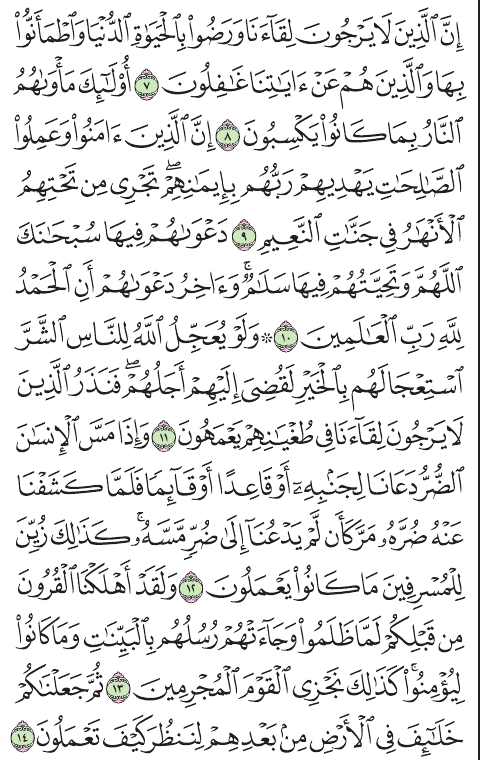 إِنَّ ٱلَّذِينَ لَا يَرْجُونَ لِقَآءَنَا وَرَضُوا۟ بِٱلْحَيَوٰةِ ٱلدُّنْيَا وَٱطْمَأَنُّوا۟
بِهَا وَٱلَّذِينَ هُمْ عَنْ ءَايَٰتِنَا غَٰفِلُونَ ٧ أُو۟لَٰٓئِكَ مَأْوَىٰهُمُ
ٱلنَّارُ بِمَا كَانُوا۟ يَكْسِبُونَ ٨ إِنَّ ٱلَّذِينَ ءَامَنُوا۟ وَعَمِلُوا۟
ٱلصَّٰلِحَٰتِ يَهْدِيهِمْ رَبُّهُم بِإِيمَٰنِهِمْ ۖ تَجْرِى مِن تَحْتِهِمُ
ٱلْأَنْهَٰرُ فِى جَنَّٰتِ ٱلنَّعِيمِ ٩ دَعْوَىٰهُمْ فِيهَا سُبْحَٰنَكَ
ٱللَّهُمَّ وَتَحِيَّتُهُمْ فِيهَا سَلَٰمٌ ۚ وَءَاخِرُ دَعْوَىٰهُمْ أَنِ ٱلْحَمْدُ
لِلَّهِ رَبِّ ٱلْعَٰلَمِينَ ١٠ ۞ وَلَوْ يُعَجِّلُ ٱللَّهُ لِلنَّاسِ ٱلشَّرَّ
ٱسْتِعْجَالَهُم بِٱلْخَيْرِ لَقُضِىَ إِلَيْهِمْ أَجَلُهُمْ ۖ فَنَذَرُ ٱلَّذِينَ
لَا يَرْجُونَ لِقَآءَنَا فِى طُغْيَٰنِهِمْ يَعْمَهُونَ ١١ وَإِذَا مَسَّ ٱلْإِنسَٰنَ
ٱلضُّرُّ دَعَانَا لِجَنۢبِهِۦٓ أَوْ قَاعِدًا أَوْ قَآئِمًا فَلَمَّا كَشَفْنَا
عَنْهُ ضُرَّهُۥ مَرَّ كَأَن لَّمْ يَدْعُنَآ إِلَىٰ ضُرٍّ مَّسَّهُۥ ۚ كَذَٰلِكَ زُيِّنَ
لِلْمُسْرِفِينَ مَا كَانُوا۟ يَعْمَلُونَ ١٢ وَلَقَدْ أَهْلَكْنَا ٱلْقُرُونَ
مِن قَبْلِكُمْ لَمَّا ظَلَمُوا۟ وَجَآءَتْهُمْ رُسُلُهُم بِٱلْبَيِّنَٰتِ وَمَا كَانُوا۟
لِيُؤْمِنُوا۟ ۚ كَذَٰلِكَ نَجْزِى ٱلْقَوْمَ ٱلْمُجْرِمِينَ ١٣ ثُمَّ جَعَلْنَٰكُمْ
خَلَٰٓئِفَ فِى ٱلْأَرْضِ مِنۢ بَعْدِهِمْ لِنَنظُرَ كَيْفَ تَعْمَلُونَ ١٤